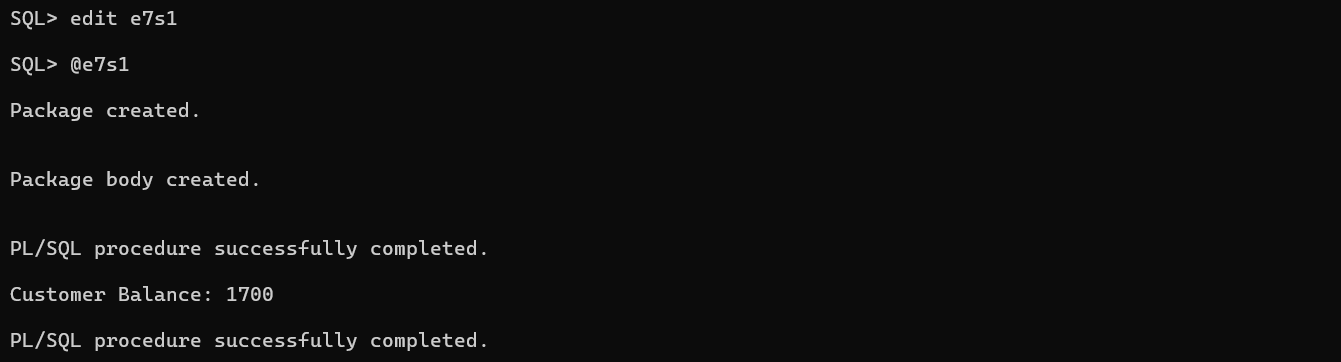 SQL> edit e7s1
SQL> @e7s1
Package created.
Package body created.
PL/SQL procedure successfully completed.
Customer Balance: 1700
PL/SQL procedure successfully completed.